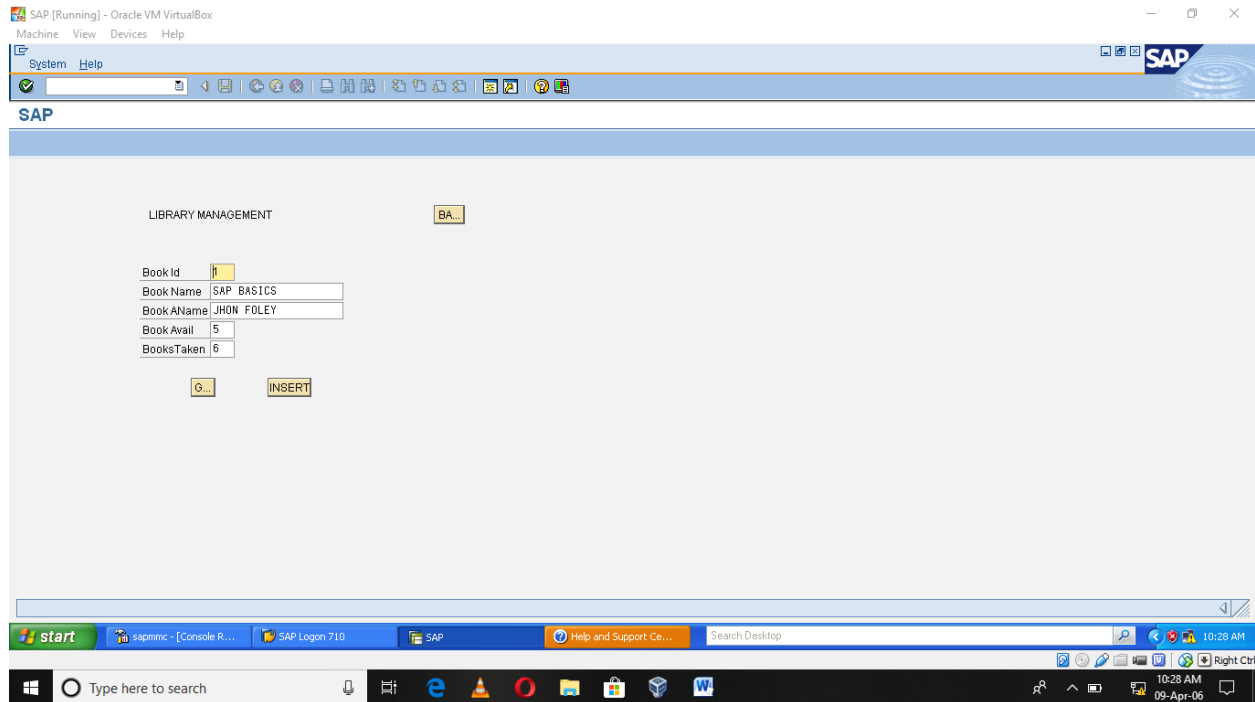 SAP [Running] - Oracle VM VirtualBox
Machine View Devices Help
System Help
SAP
SAP
LIBRARY MANAGEMENT BA...
Book Id 1
Book Name SAP BASICS
Book AName JHON FOLEY
Book Avail 5
BooksTaken 6
G... INSERT
start sapmmc - [Console R... SAP Logon 710 SAP Help and Support Ce... Search Desktop 10:28 AM
Right Ctrl
Type here to search 10:28 AM
09-Apr-06